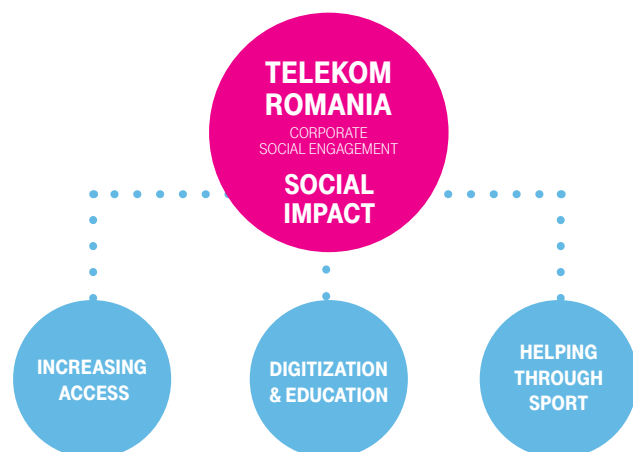 TELEKOM
ROMANIA
CORPORATE
SOCIAL ENGAGEMENT
SOCIAL
IMPACT
INCREASING
ACCESS
DIGITIZATION
& EDUCATION
HELPING
THROUGH
SPORT